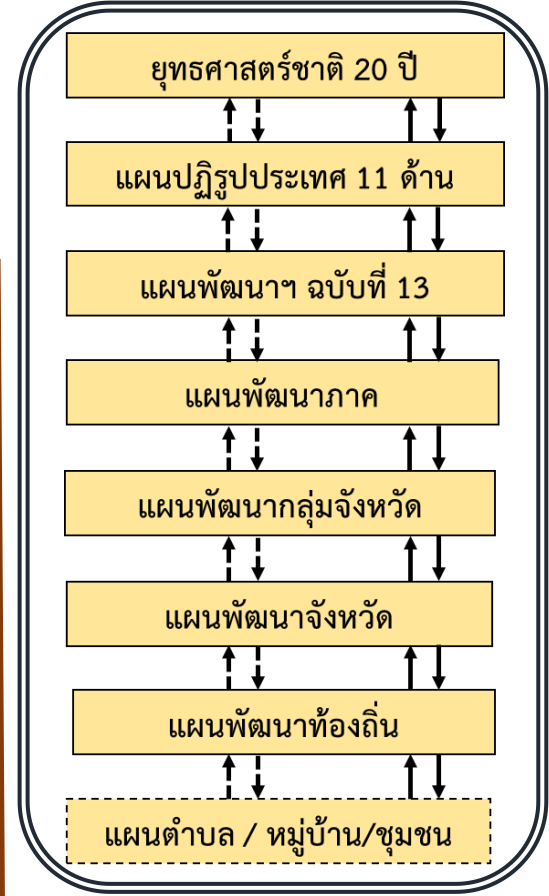 ยุทธศาสตร์ชาติ 20 ปี
แผนปฏิรูปประเทศ 11 ด้าน
แผนพัฒนาฯ ฉบับที่ 13
แผนพัฒนาภาค
แผนพัฒนากลุ่มจังหวัด
แผนพัฒนาจังหวัด
แผนพัฒนาท้องถิ่น
แผนตำบล / หมู่บ้าน/ชุมชน